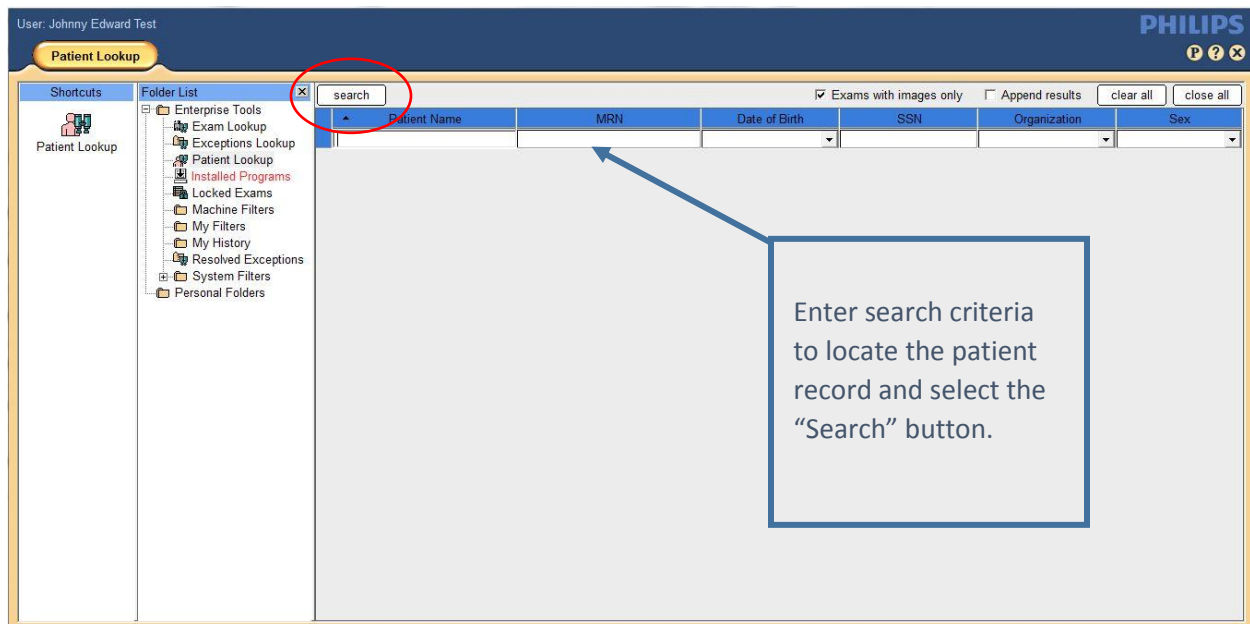 User: Johnny Edward Test
PHILIPS
Patient Lookup
P ? X
Shortcuts
Patient Lookup
Folder List
Enterprise Tools
Exam Lookup
Exceptions Lookup
Patient Lookup
Installed Programs
Locked Exams
Machine Filters
My Filters
My History
Resolved Exceptions
System Filters
Personal Folders
search
Exams with images only
Append results
clear all
close all
Patient Name MRN Date of Birth SSN Organization Sex
Enter search criteria
to locate the patient
record and select the
“Search” button.